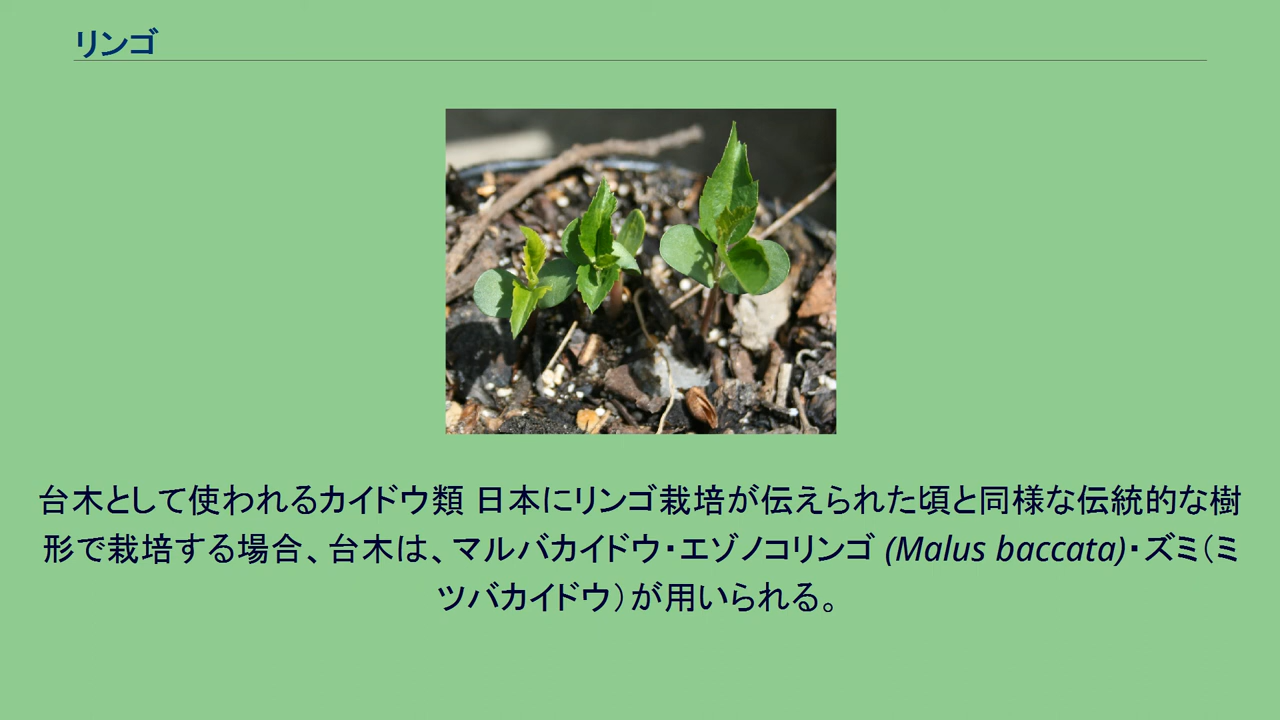 リンゴ
台木として使われるカイドウ類 日本にリンゴ栽培が伝えられた頃と同様な伝統的な樹
形で栽培する場合、台木は、マルバカイドウ・エゾノコリンゴ (Malus baccata)・ズミ（ミ
ツバカイドウ）が用いられる。